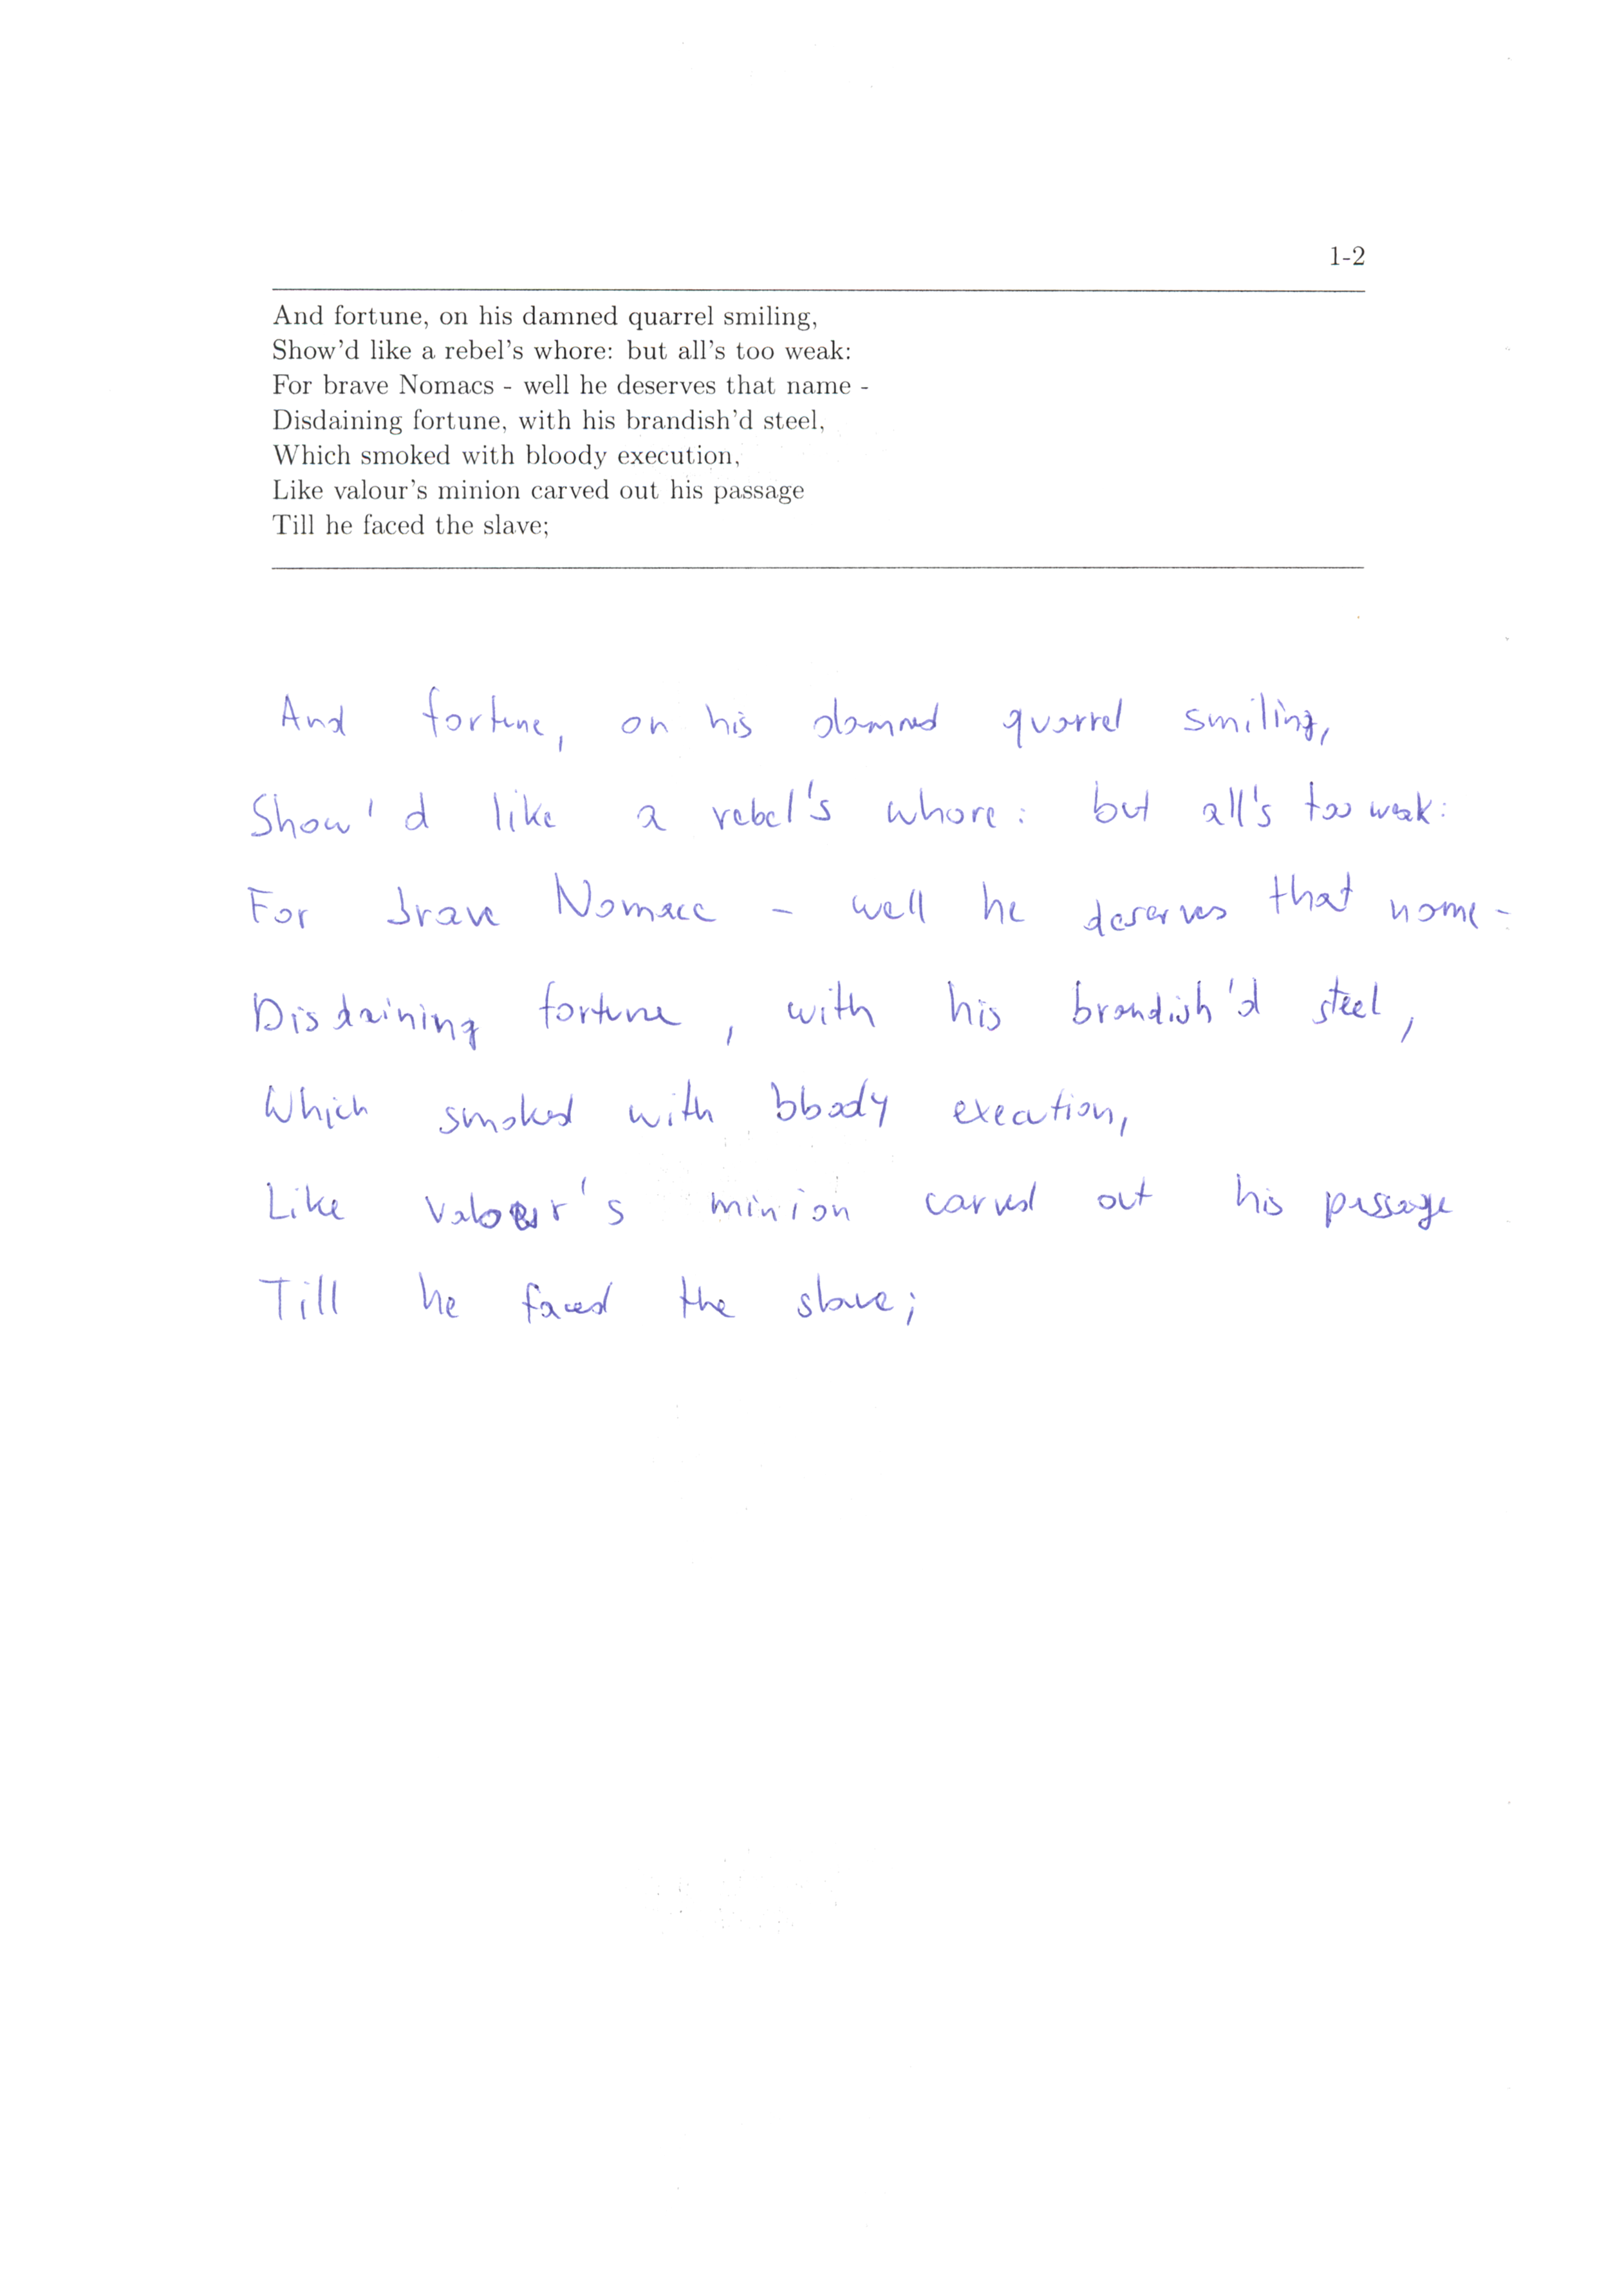 1-2
And fortune, on his damned quarrel smiling,
Show'd like a rebel's whore: but all's too weak:
For brave Nomacs - well he deserves that name -
Disdaining fortune, with his brandish'd steel,
Which smoked with bloody execution,
Like valour's minion carved out his passage
Till he faced the slave;
And fortune, on his damned quarrel smiling,
Show'd like a rebel's whore: but all's too weak:
For brave Nomacc - well he deserves that name -
Disdaining fortune, with his brandish'd steel,
Which smoked with bloody execution,
Like valour's minion carved out his passage
Till he faced the slave;